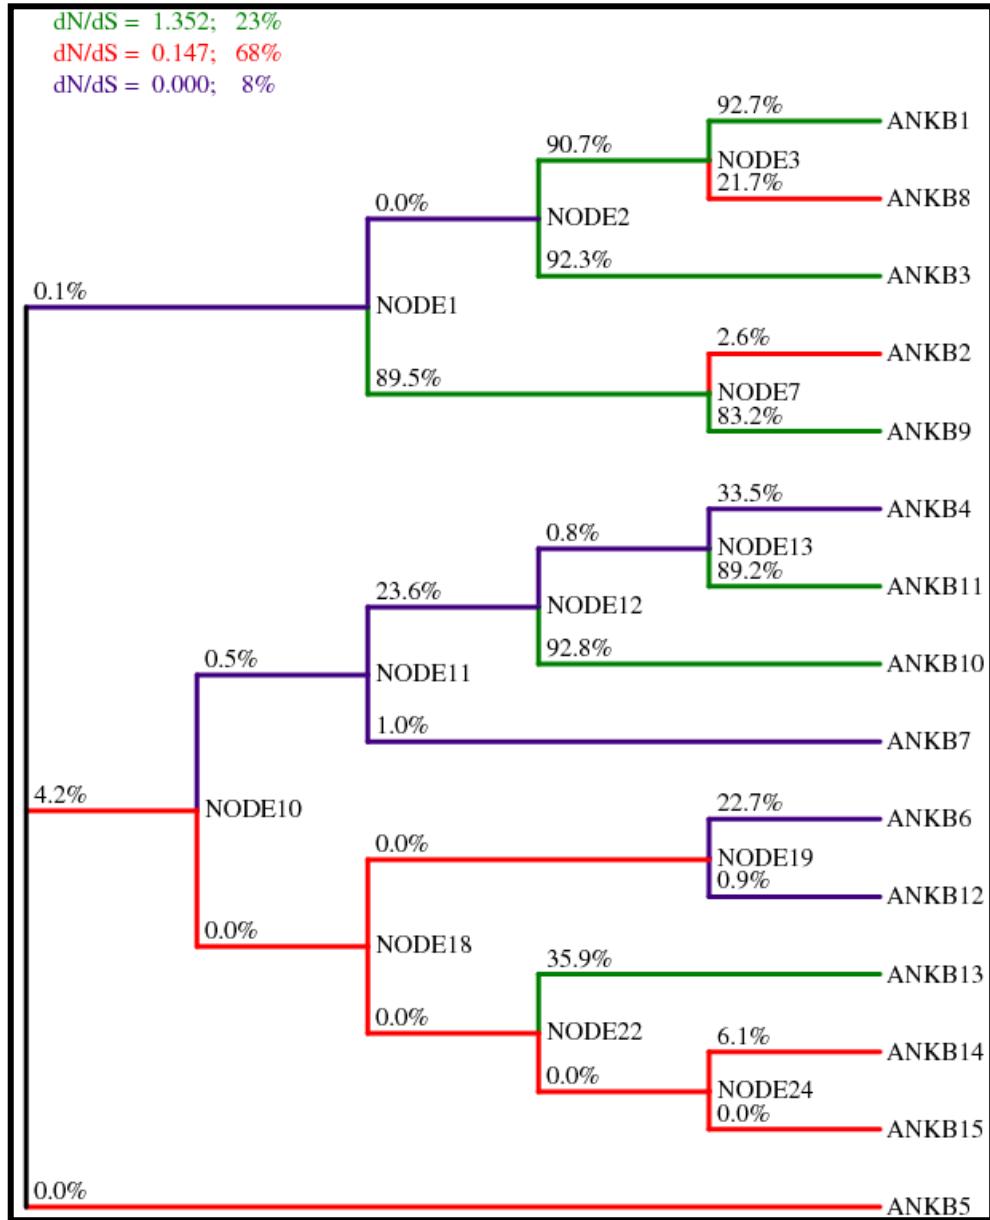 dN/dS = 1.352; 23%
dN/dS = 0.147; 68%
dN/dS = 0.000; 8%
92.7%
ANKB1
90.7%
NODE3
21.7%
ANKB8
0.0%
NODE2
92.3%
ANKB3
0.1%
NODE1
2.6%
ANKB2
89.5%
NODE7
83.2%
ANKB9
33.5%
ANKB4
0.8%
NODE13
89.2%
ANKB11
23.6%
NODE12
92.8%
ANKB10
0.5%
NODE11
1.0%
ANKB7
4.2%
NODE10
22.7%
ANKB6
0.0%
NODE19
0.9%
ANKB12
0.0%
NODE18
35.9%
ANKB13
0.0%
NODE22
6.1%
ANKB14
0.0%
NODE24
0.0%
ANKB15
0.0%
ANKB5